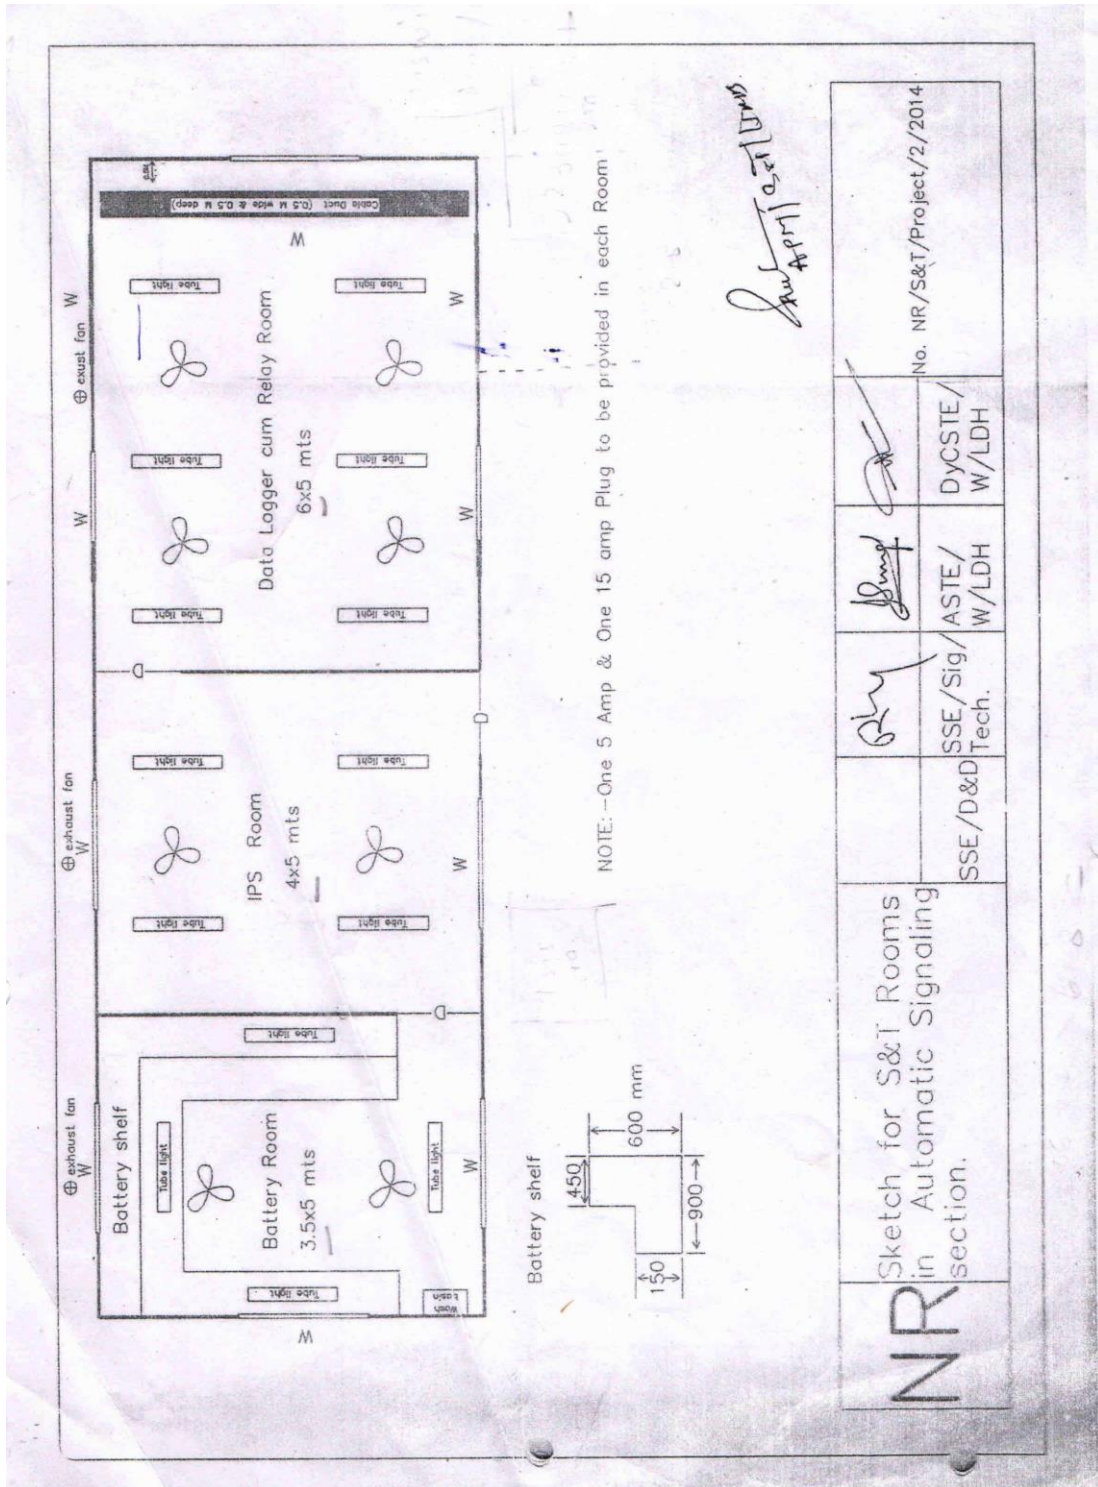 exhaust fan
W
exhaust fan
W
exust fan
W
W
Battery shelf
Tube light
Tube light
Tube light
Tube light
Battery Room
3.5x5 mts
W
W
Wash
basin
Tube light
Tube light
Tube light
Tube light
IPS Room
4x5 mts
W
D
D
D
Tube light
Tube light
Tube light
Tube light
Tube light
Tube light
Data Logger cum Relay Room
6x5 mts
W
W
W
Cable Duct (0.5 M wide & 0.5 M deep)
Battery shelf
450
600 mm
150
900
NOTE:-One 5 Amp & One 15 amp Plug to be provided in each Room
NR
Sketch for S&T Rooms
in Automatic Signaling
section.
SSE/D&D
SSE/Sig/
Tech.
ASTE/
W/LDH
DyCSTE/
W/LDH
No. NR/S&T/Project/2/2014